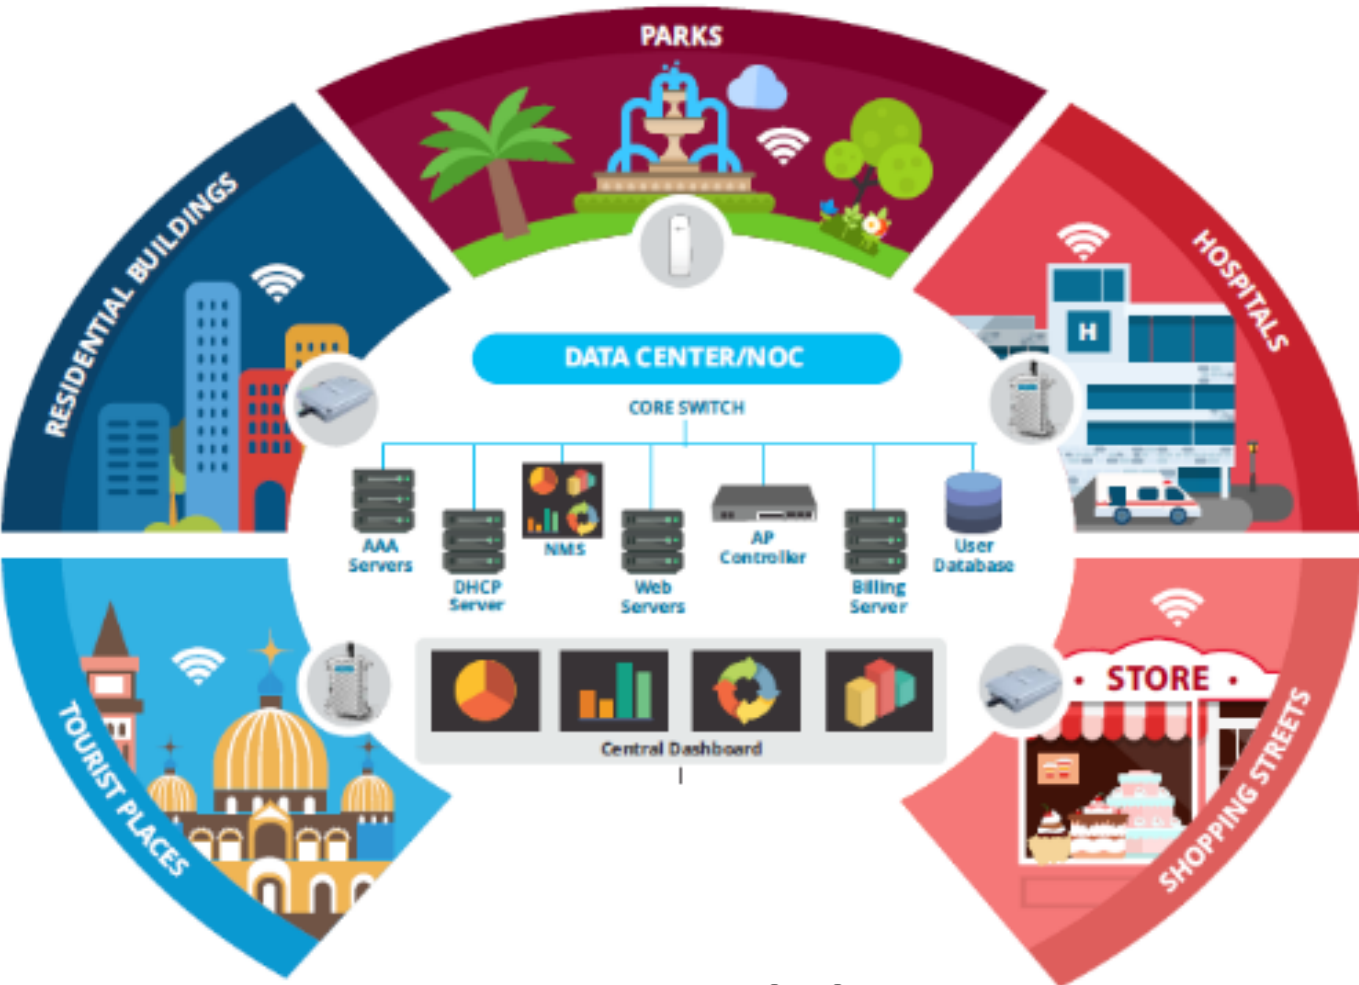 PARKS
RESIDENTIAL BUILDINGS
HOSPITALS
H
DATA CENTER/NOC
CORE SWITCH
AAA
Servers
DHCP
Server
NMS
Web
Servers
AP
Controller
Billing
Server
User
Database
TOURIST PLACES
· STORE ·
SHOPPING STREETS
Central Dashboard